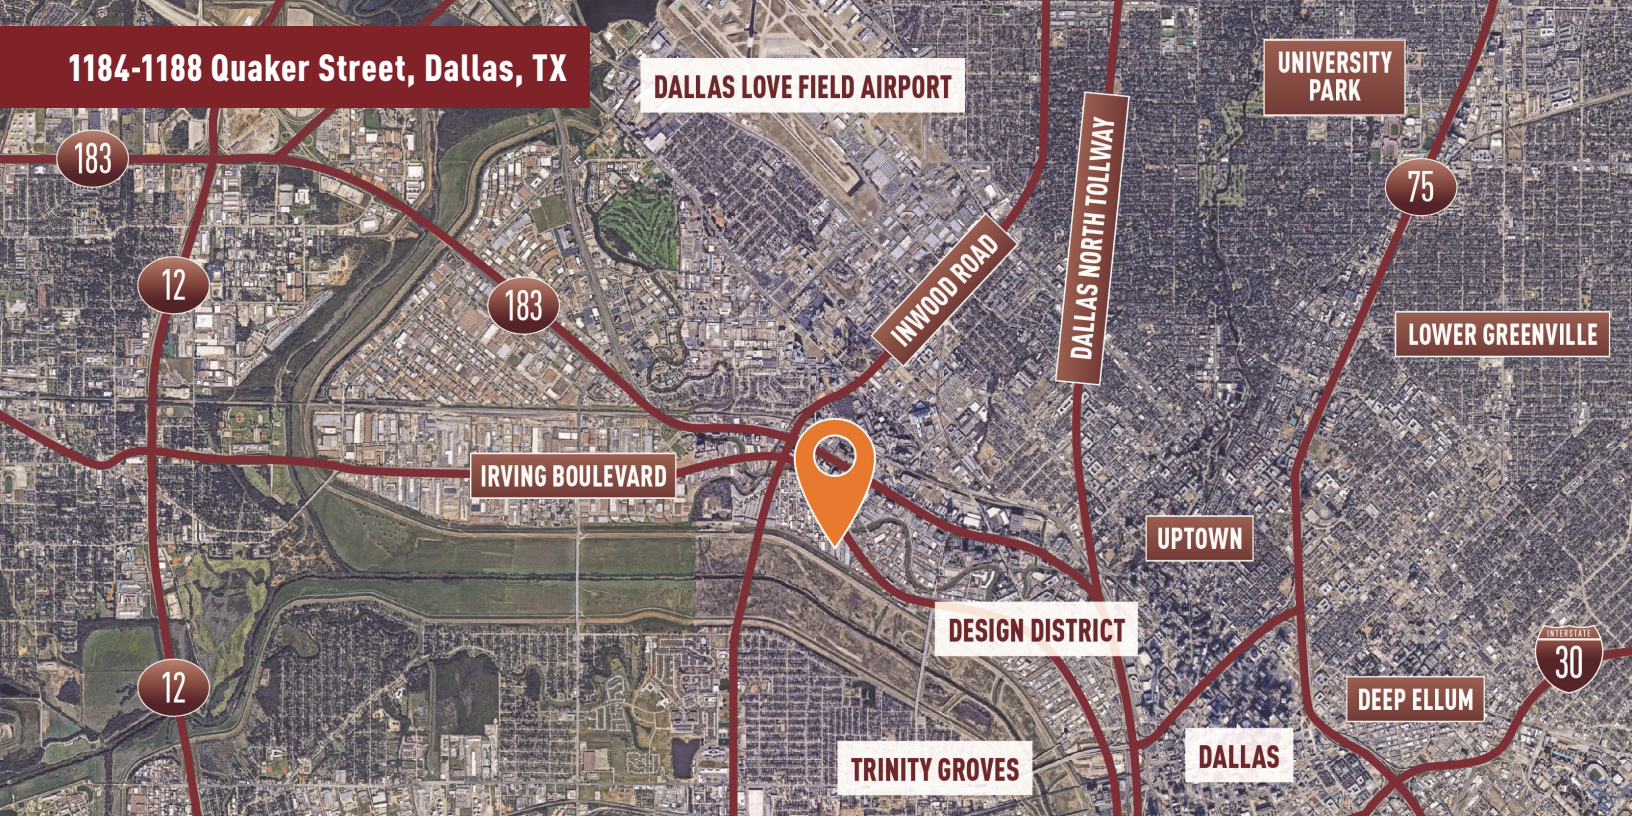 1184-1188 Quaker Street, Dallas, TX
DALLAS LOVE FIELD AIRPORT
UNIVERSITY
PARK
183
75
DALLAS NORTH TOLLWAY
12
INWOOD ROAD
183
LOWER GREENVILLE
IRVING BOULEVARD
UPTOWN
DESIGN DISTRICT
INTERSTATE
30
12
DEEP ELLUM
DALLAS
TRINITY GROVES